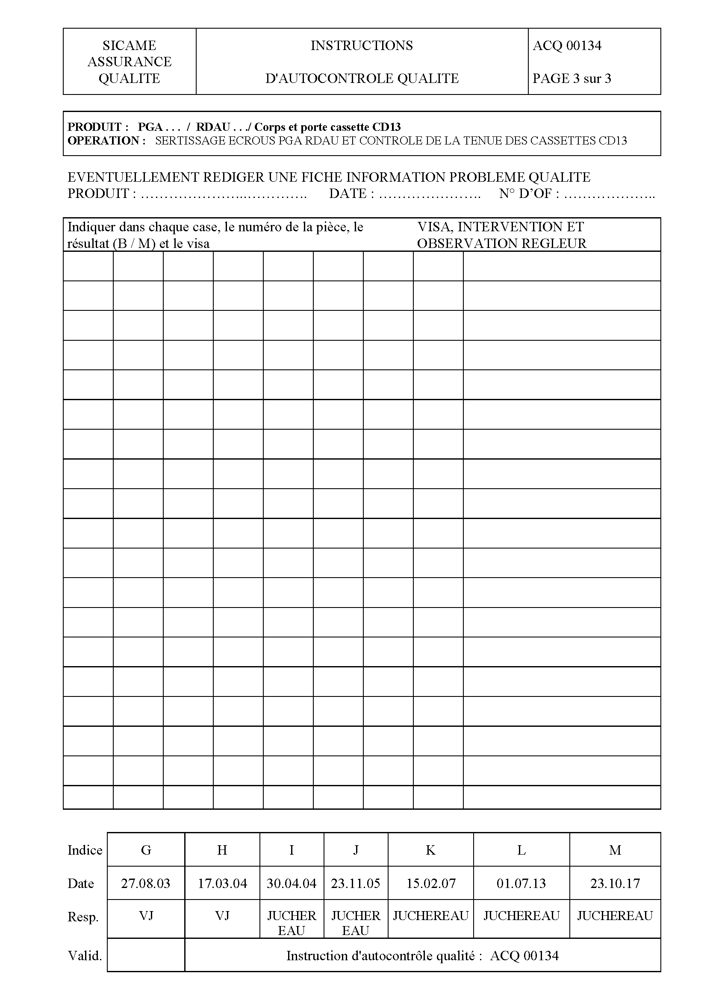 SICAME
ASSURANCE
QUALITE
INSTRUCTIONS
D'AUTOCONTROLE QUALITE
ACQ 00134
PAGE 3 sur 3
PRODUIT : PGA . . . / RDAU . . ./ Corps et porte cassette CD13
OPERATION : SERTISSAGE ECROUS PGA RDAU ET CONTROLE DE LA TENUE DES CASSETTES CD13
EVENTUELLEMENT REDIGER UNE FICHE INFORMATION PROBLEME QUALITE
PRODUIT : …………………..………….. DATE : …………………. N° D’OF : ………………..
Indiquer dans chaque case, le numéro de la pièce, le
résultat (B / M) et le visa
VISA, INTERVENTION ET
OBSERVATION REGLEUR
Indice G H I J K L M
Date 27.08.03 17.03.04 30.04.04 23.11.05 15.02.07 01.07.13 23.10.17
Resp. VJ VJ JUCHER JUCHER JUCHEREAU JUCHEREAU JUCHEREAU
EAU EAU
Valid. Instruction d'autocontrôle qualité : ACQ 00134